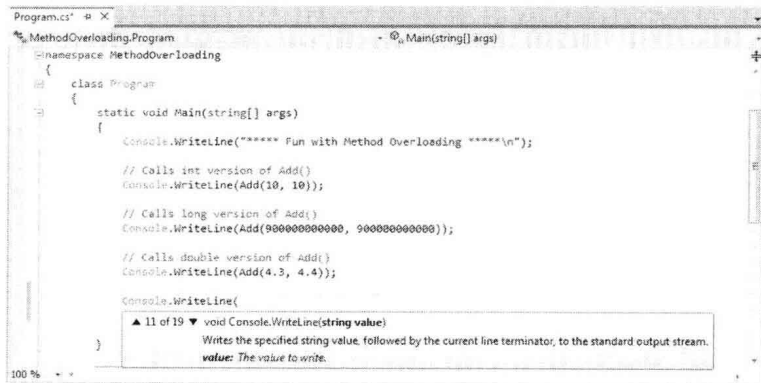 Program.cs*
MethodOverloading.Program
Main(string[] args)
namespace MethodOverloading
{
class Program
{
static void Main(string[] args)
{
Console.WriteLine("***** Fun with Method Overloading *****\n");
// Calls int version of Add()
Console.WriteLine(Add(10, 10));
// Calls long version of Add()
Console.WriteLine(Add(900000000000, 900000000000));
// Calls double version of Add()
Console.WriteLine(Add(4.3, 4.4));
Console.WriteLine(
▲ 11 of 19 ▼ void Console.WriteLine(string value)
Writes the specified string value, followed by the current line terminator, to the standard output stream.
value: The value to write.
}
100 %